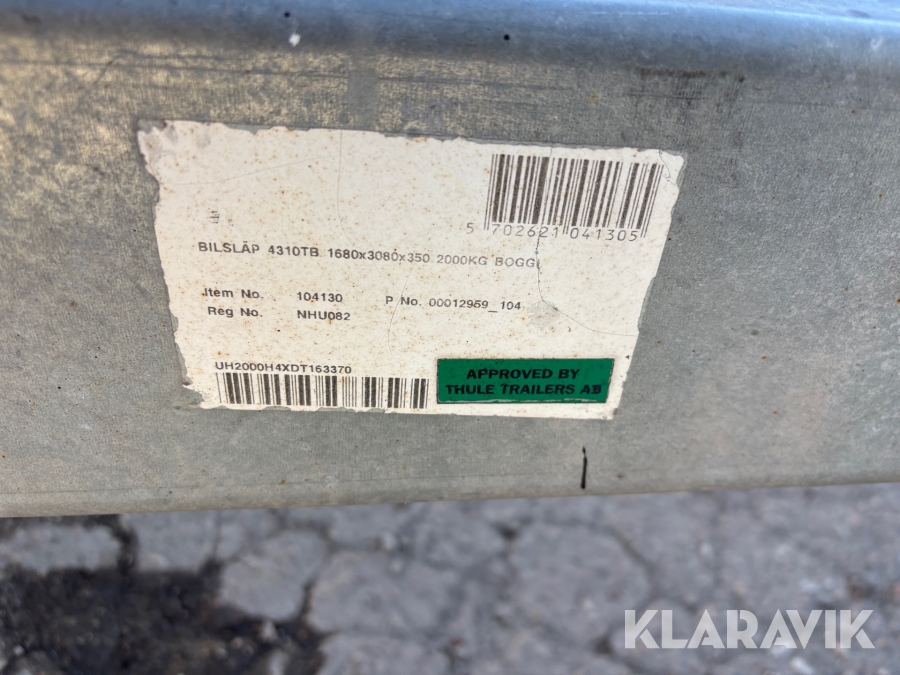 5 702621 041305
BILSLÄP 4310TB 1680x3080x350 2000KG BOGGI
Item No. 104130 P No. 00012959_104
Reg No. NHU082
UH2000H4XDT163370
APPROVED BY
THULE TRAILERS AB
KLARAVIK